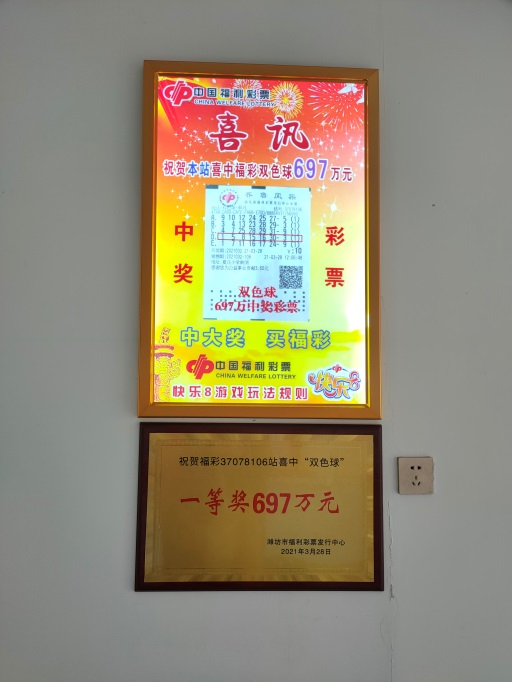 中国福利彩票
CHINA WELFARE LOTTERY
喜讯
祝贺本站喜中福彩双色球697万元
中奖
彩票
双色球
697万中奖彩票
中大奖 买福彩
中国福利彩票
CHINA WELFARE LOTTERY
快乐8游戏玩法规则
快乐8
祝贺福彩37078106站喜中“双色球”
一等奖697万元
潍坊市福利彩票发行中心
2021年3月28日